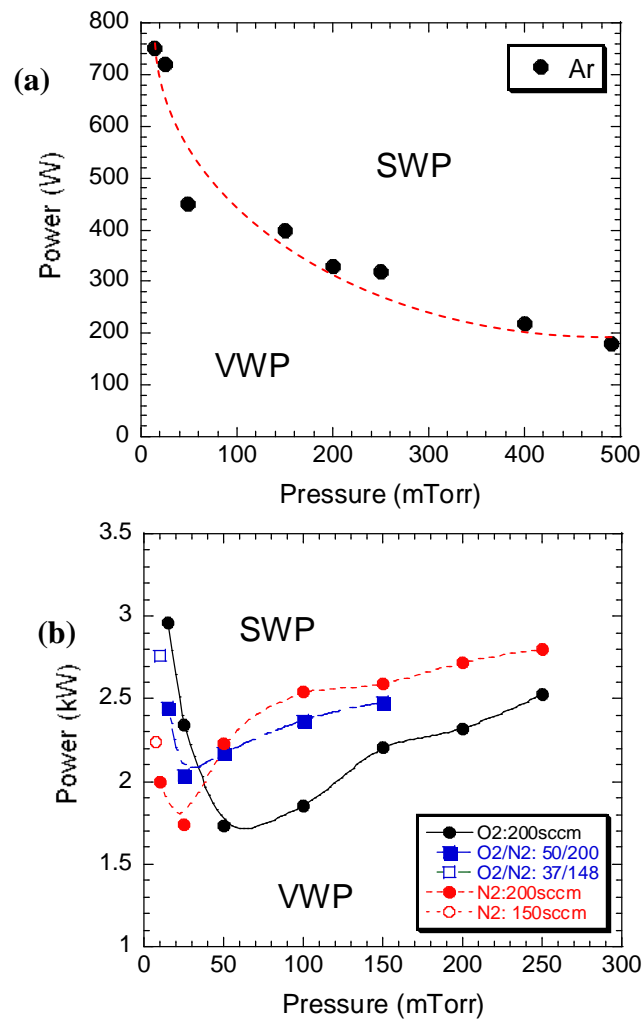 (a)
Power (W)
800
700
600
500
400
300
200
100
0
Ar
SWP
VWP
0 100 200 300 400 500
Pressure (mTorr)
(b)
Power (kW)
3.5
3
2.5
2
1.5
1
SWP
VWP
O2:200sccm
O2/N2: 50/200
O2/N2: 37/148
N2:200sccm
N2: 150sccm
0 50 100 150 200 250 300
Pressure (mTorr)